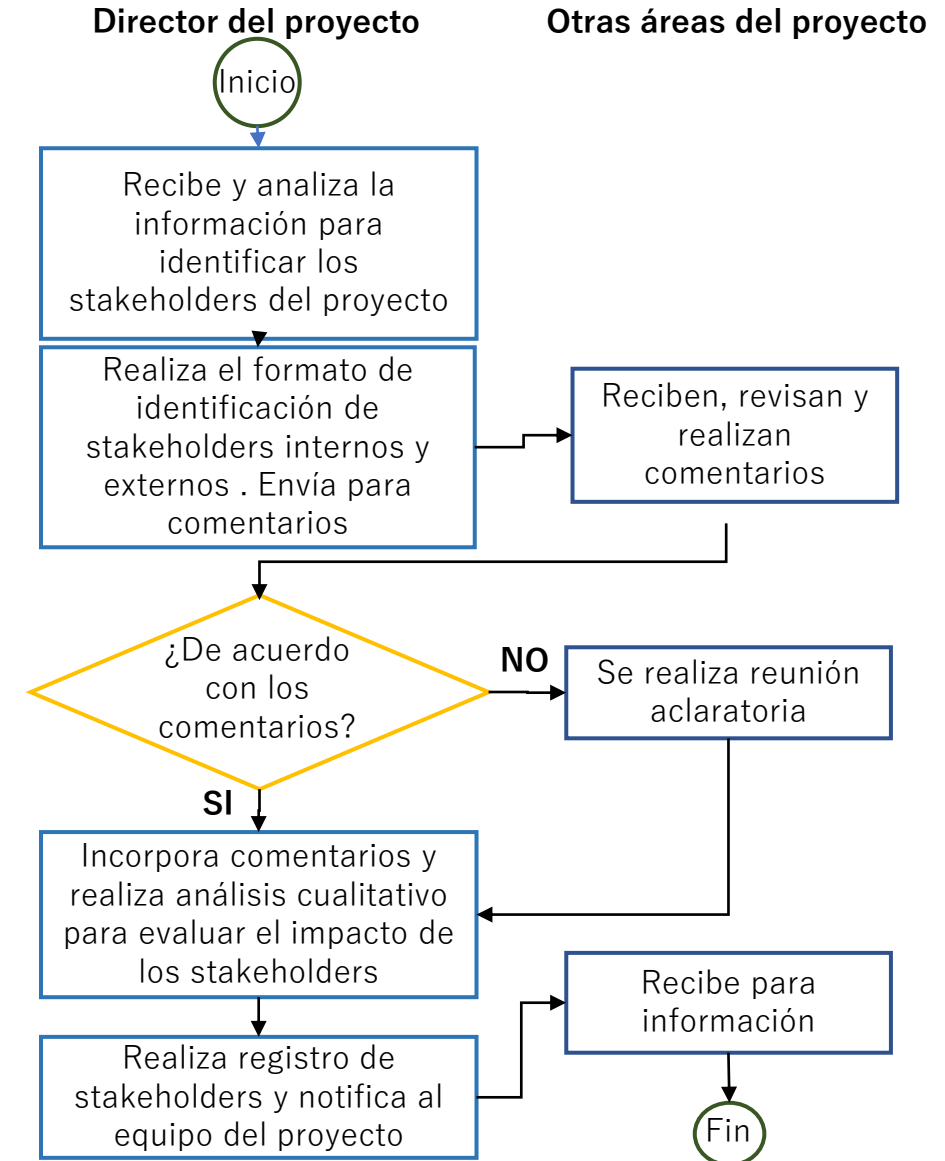 Director del proyecto
Otras áreas del proyecto
Inicio
Recibe y analiza la
información para
identificar los
stakeholders del proyecto
Realiza el formato de
identificación de
stakeholders internos y
externos . Envía para
comentarios
Reciben, revisan y
realizan
comentarios
¿De acuerdo
con los
comentarios?
NO
Se realiza reunión
aclaratoria
SI
Incorpora comentarios y
realiza análisis cualitativo
para evaluar el impacto de
los stakeholders
Recibe para
información
Realiza registro de
stakeholders y notifica al
equipo del proyecto
Fin